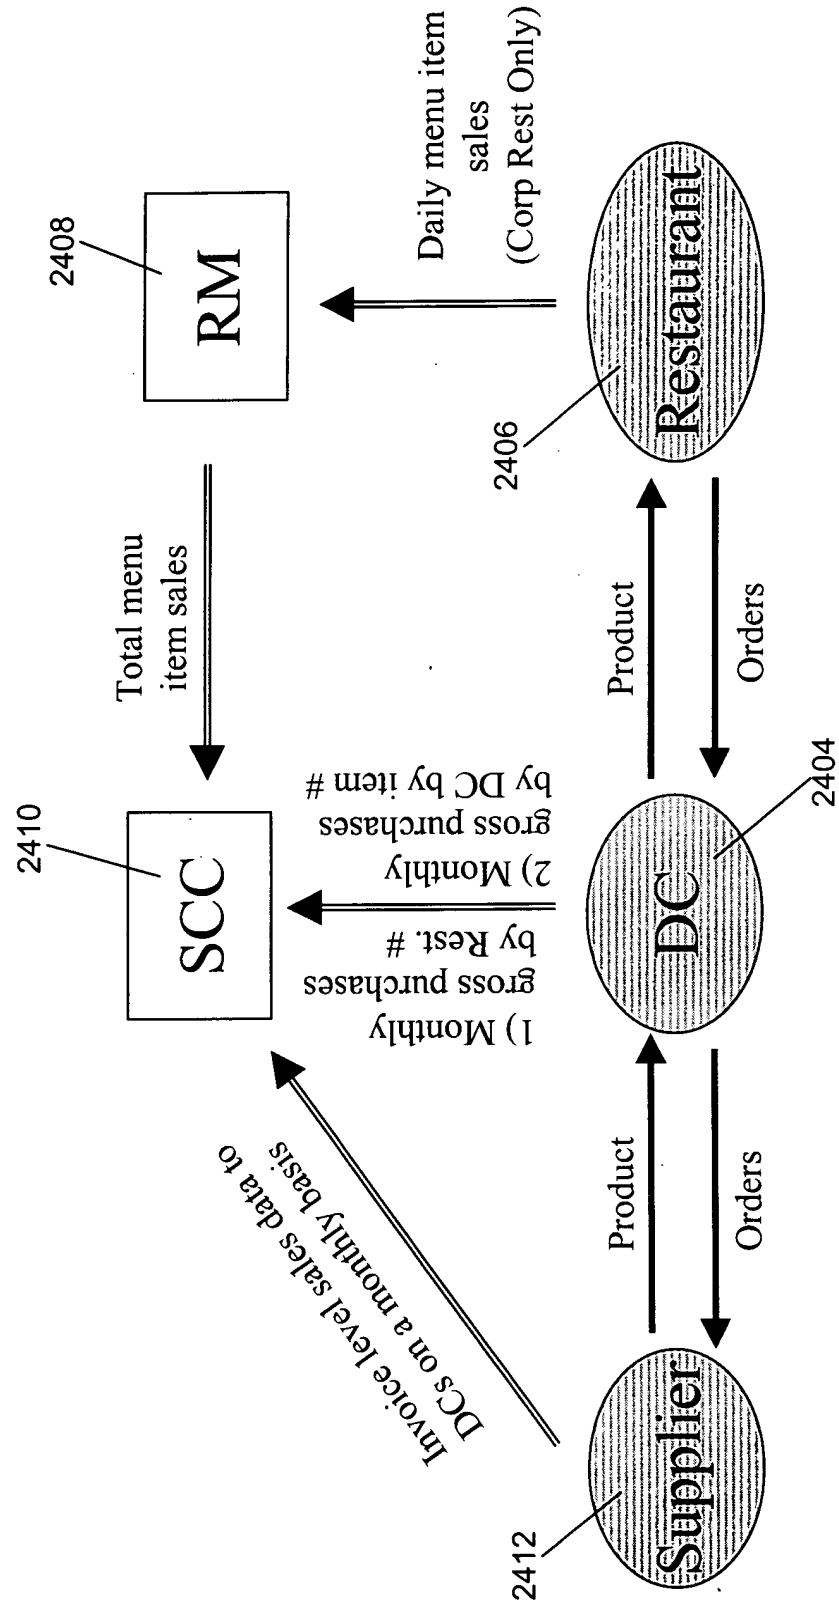 2410
SCC
Total menu
item sales
2408
RM
Invoice level sales data to
DCs on a monthly basis
1) Monthly
gross purchases
by Rest. #
2) Monthly
gross purchases
by DC by item #
Daily menu item
sales
(Corp Rest Only)
2412
Supplier
Product
Orders
DC
2404
Product
Orders
2406
Restaurant